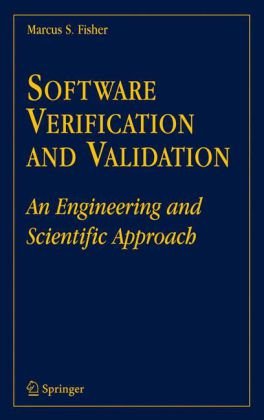 Marcus S. Fisher
SOFTWARE
VERIFICATION
AND VALIDATION
An Engineering and
Scientific Approach
Springer